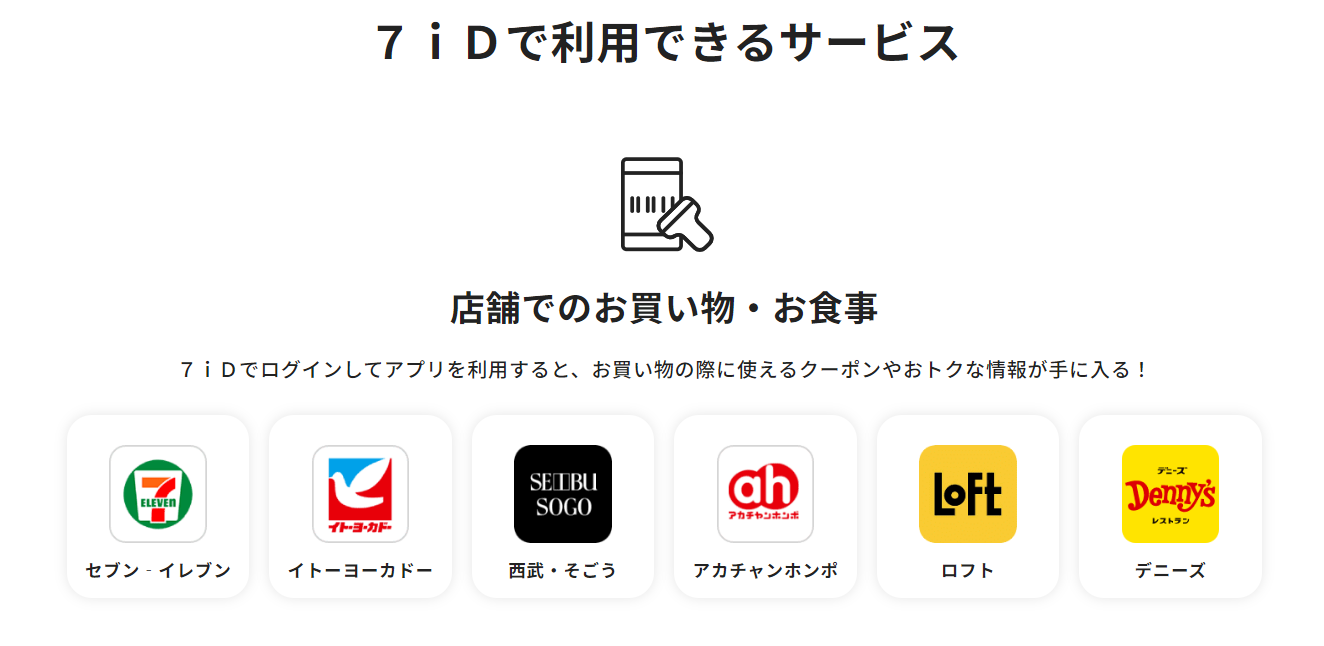 ７ｉＤで利用できるサービス
店舗でのお買い物・お食事
７ｉＤでログインしてアプリを利用すると、お買い物の際に使えるクーポンやおトクな情報が手に入る！
7
ELEVEN
イトーヨーカドー
SEIBU
SOGO
ah
アカチャンホンポ
LoFt
デニーズ
Denny's
レストラン
セブン‐イレブン
イトーヨーカドー
西武・そごう
アカチャンホンポ
ロフト
デニーズ